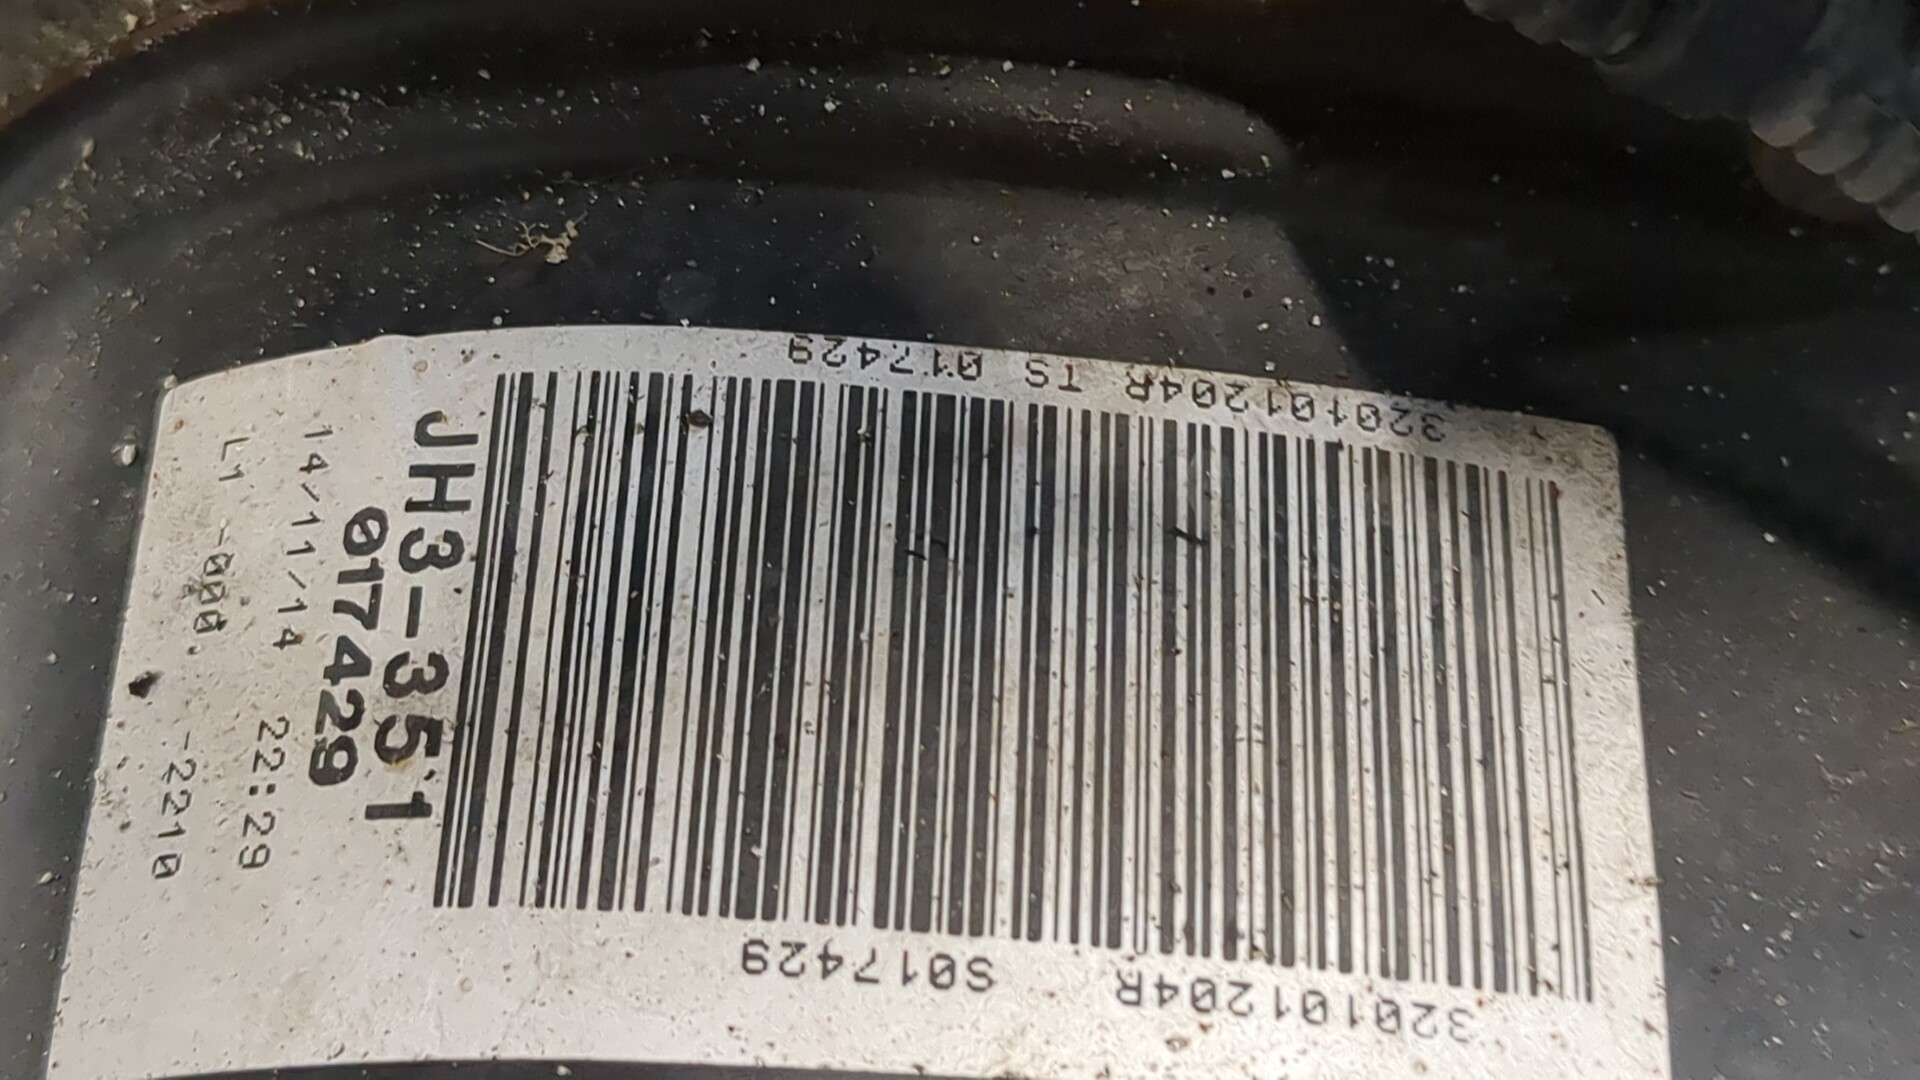 320101204R TS 017429
320101204R S017429
JH3-351
017429
14/11/14 22:29
L1 -000. -2210